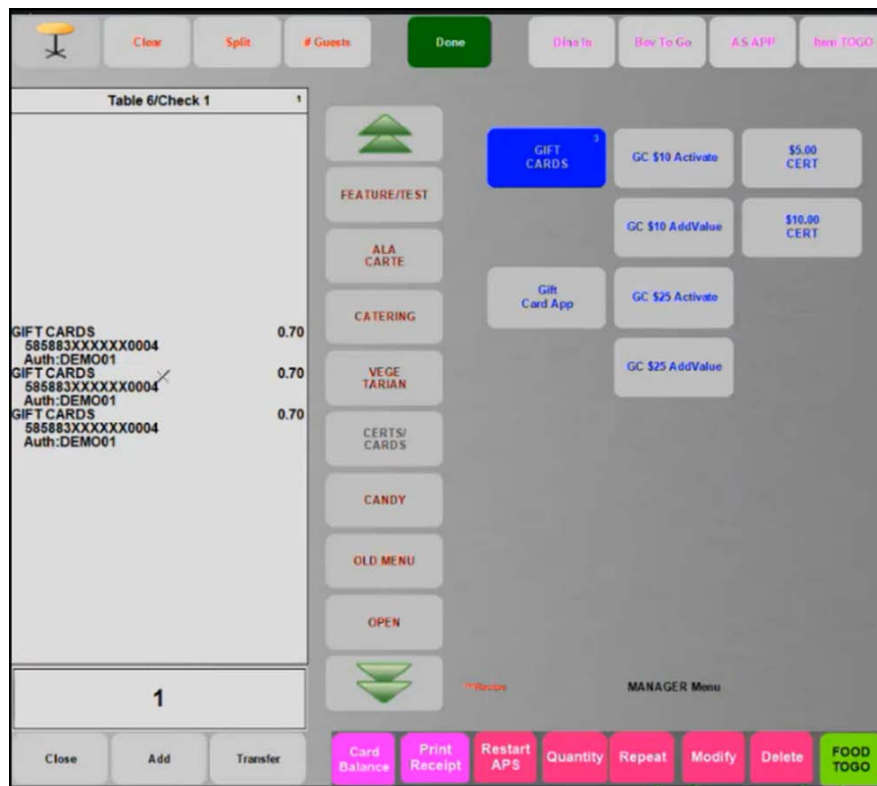 Clear
Split
# Guests
Done
Dine In
Bev To Go
AS APP
Item TOGO
Table 6/Check 1
1
GIFT CARDS 0.70
585883XXXXXX0004
Auth:DEMO01
GIFT CARDS 0.70
585883XXXXXX0004
Auth:DEMO01
GIFT CARDS 0.70
585883XXXXXX0004
Auth:DEMO01
1
Close
Add
Transfer
FEATURE/TEST
ALA
CARTE
CATERING
VEGE
TARIAN
CERTS/
CARDS
CANDY
OLD MENU
OPEN
GIFT
CARDS
3
GC $10 Activate
$5.00
CERT
GC $10 AddValue
$10.00
CERT
Gift
Card App
GC $25 Activate
GC $25 AddValue
**Recipe
MANAGER Menu
Card
Balance
Print
Receipt
Restart
APS
Quantity
Repeat
Modify
Delete
FOOD
TOGO